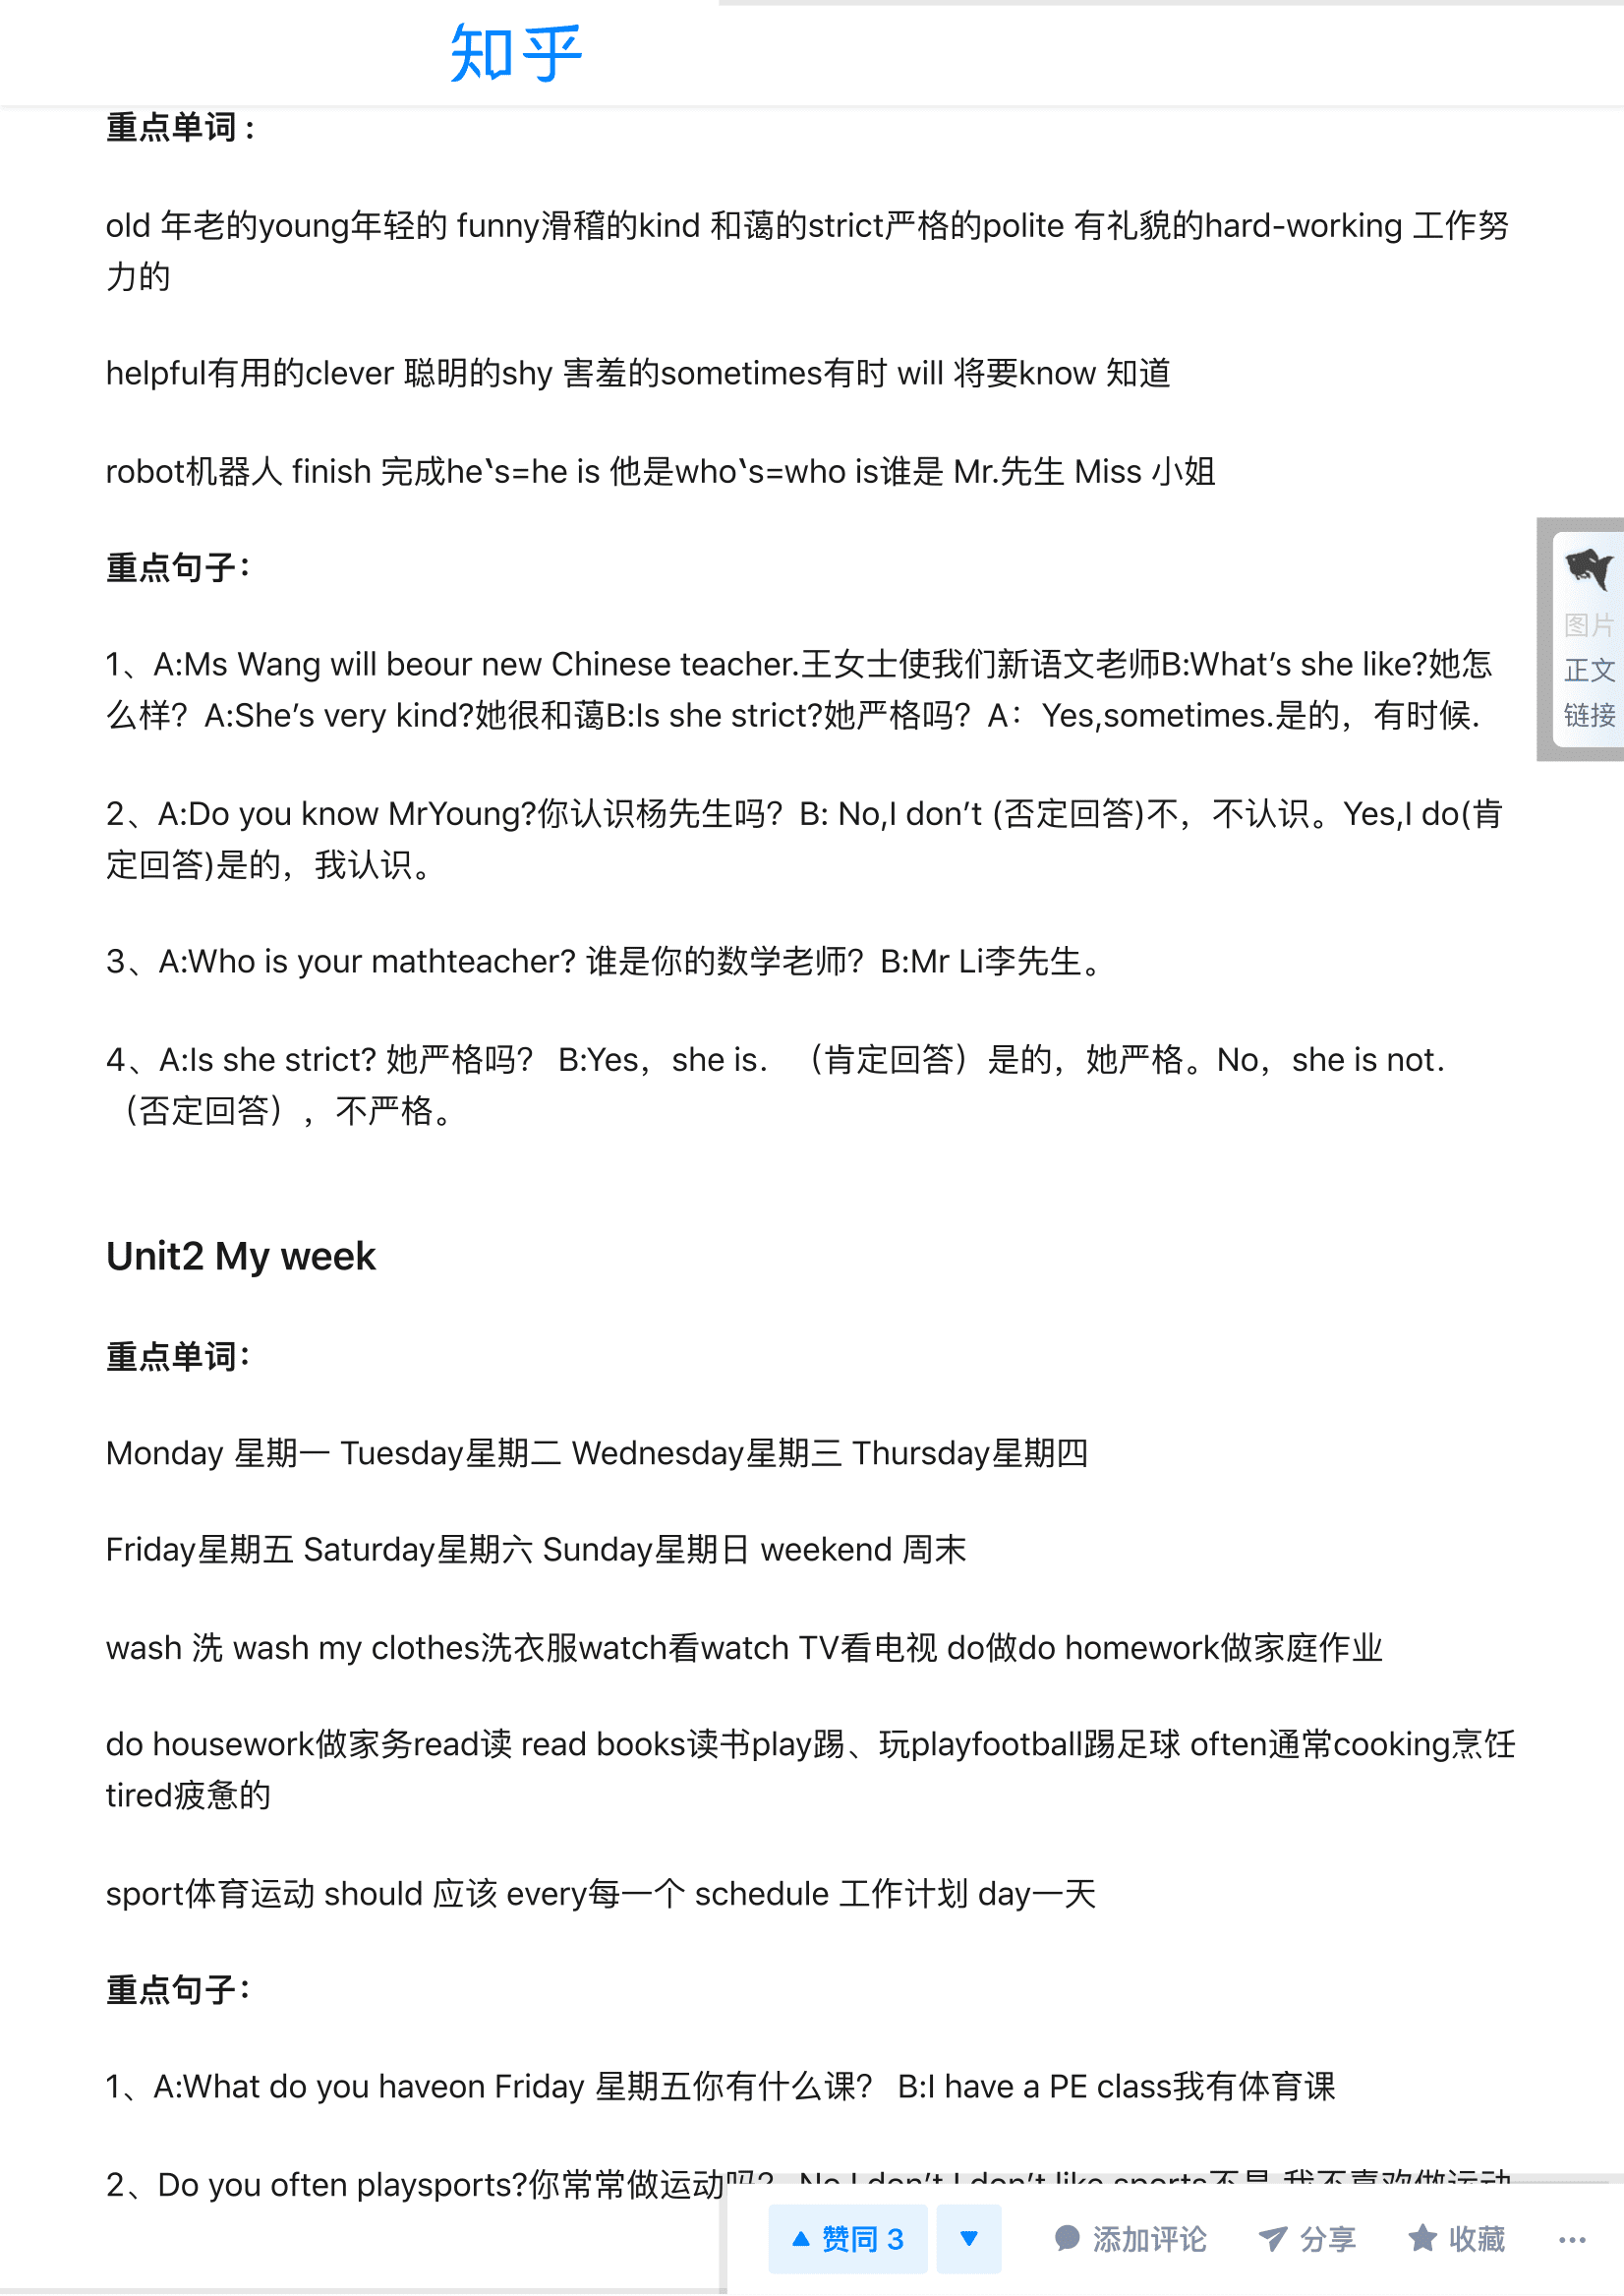 知乎
重点单词 :
old 年老的young年轻的 funny滑稽的kind 和蔼的strict严格的polite 有礼貌的hard-working 工作努
力的
helpful有用的clever 聪明的shy 害羞的sometimes有时 will 将要know 知道
robot机器人 finish 完成he‵s=he is 他是who‵s=who is谁是 Mr.先生 Miss 小姐
重点句子：
1、A:Ms Wang will beour new Chinese teacher.王女士使我们新语文老师B:What’s she like?她怎
么样？A:She’s very kind?她很和蔼B:Is she strict?她严格吗？A：Yes,sometimes.是的，有时候.
2、A:Do you know MrYoung?你认识杨先生吗？B: No,I don’t (否定回答)不，不认识。Yes,I do(肯
定回答)是的，我认识。
3、A:Who is your mathteacher? 谁是你的数学老师？B:Mr Li李先生。
4、A:Is she strict? 她严格吗？ B:Yes，she is. （肯定回答）是的，她严格。No，she is not.
（否定回答），不严格。
Unit2 My week
重点单词：
Monday 星期一 Tuesday星期二 Wednesday星期三 Thursday星期四
Friday星期五 Saturday星期六 Sunday星期日 weekend 周末
wash 洗 wash my clothes洗衣服watch看watch TV看电视 do做do homework做家庭作业
do housework做家务read读 read books读书play踢、玩playfootball踢足球 often通常cooking烹饪
tired疲惫的
sport体育运动 should 应该 every每一个 schedule 工作计划 day一天
重点句子：
1、A:What do you haveon Friday 星期五你有什么课？ B:I have a PE class我有体育课
2、Do you often playsports?你常常做运动吗？ No,I don’t.I don’t like sports不是,我不喜欢做运动
图片
正文
链接
赞同 3
添加评论
分享
收藏